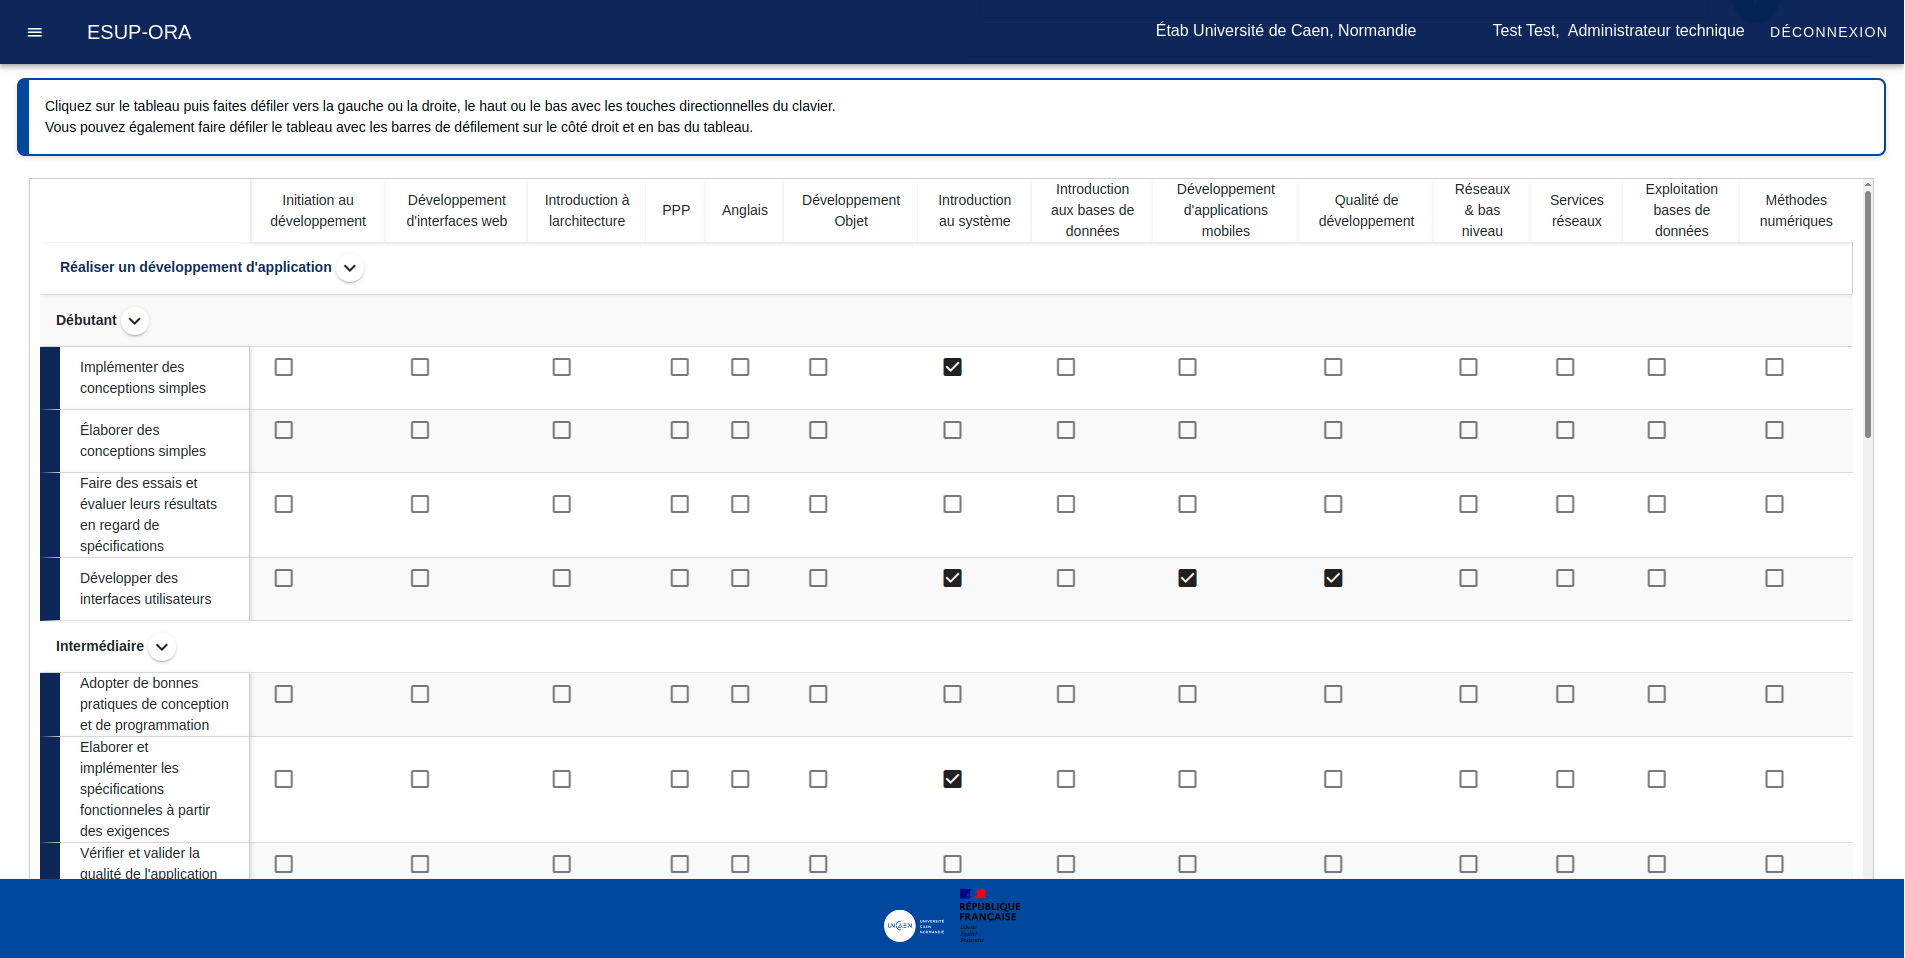 ESUP-ORA
Étab Université de Caen, Normandie
Test Test, Administrateur technique
DÉCONNEXION
Cliquez sur le tableau puis faites défiler vers la gauche ou la droite, le haut ou le bas avec les touches directionnelles du clavier.
Vous pouvez également faire défiler le tableau avec les barres de défilement sur le côté droit et en bas du tableau.
Initiation au
développement
Développement
d'interfaces web
Introduction à
larchitecture
PPP
Anglais
Développement
Objet
Introduction
au système
Introduction
aux bases de
données
Développement
d'applications
mobiles
Qualité de
développement
Réseaux
& bas
niveau
Services
réseaux
Exploitation
bases de
données
Méthodes
numériques
Réaliser un développement d'application
Débutant
Implémenter des
conceptions simples
Élaborer des
conceptions simples
Faire des essais et
évaluer leurs résultats
en regard de
spécifications
Développer des
interfaces utilisateurs
Intermédiaire
Adopter de bonnes
pratiques de conception
et de programmation
Elaborer et
implémenter les
spécifications
fonctionneles à partir
des exigences
Vérifier et valider la
qualité de l'application
UNICAEN
UNIVERSITÉ
CAEN
NORMANDIE
RÉPUBLIQUE
FRANÇAISE
Liberté
Égalité
Fraternité